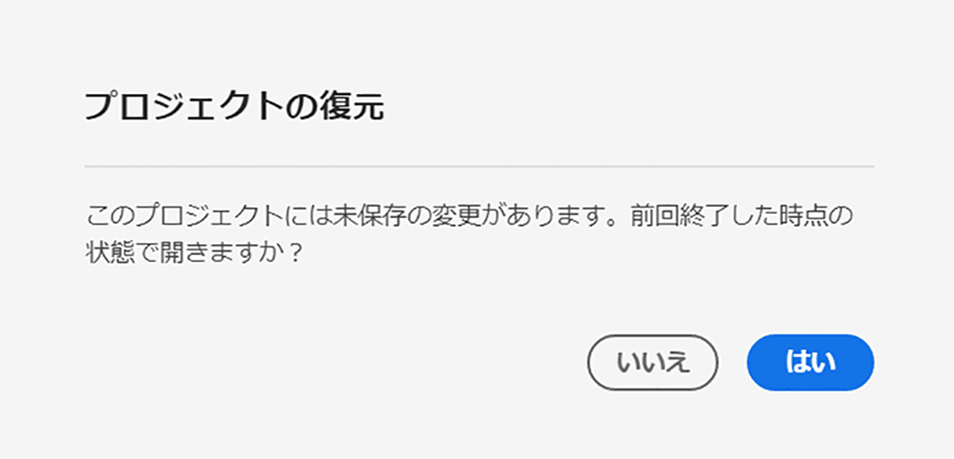 プロジェクトの復元
このプロジェクトには未保存の変更があります。前回終了した時点の
状態で開きますか？
いいえ
はい